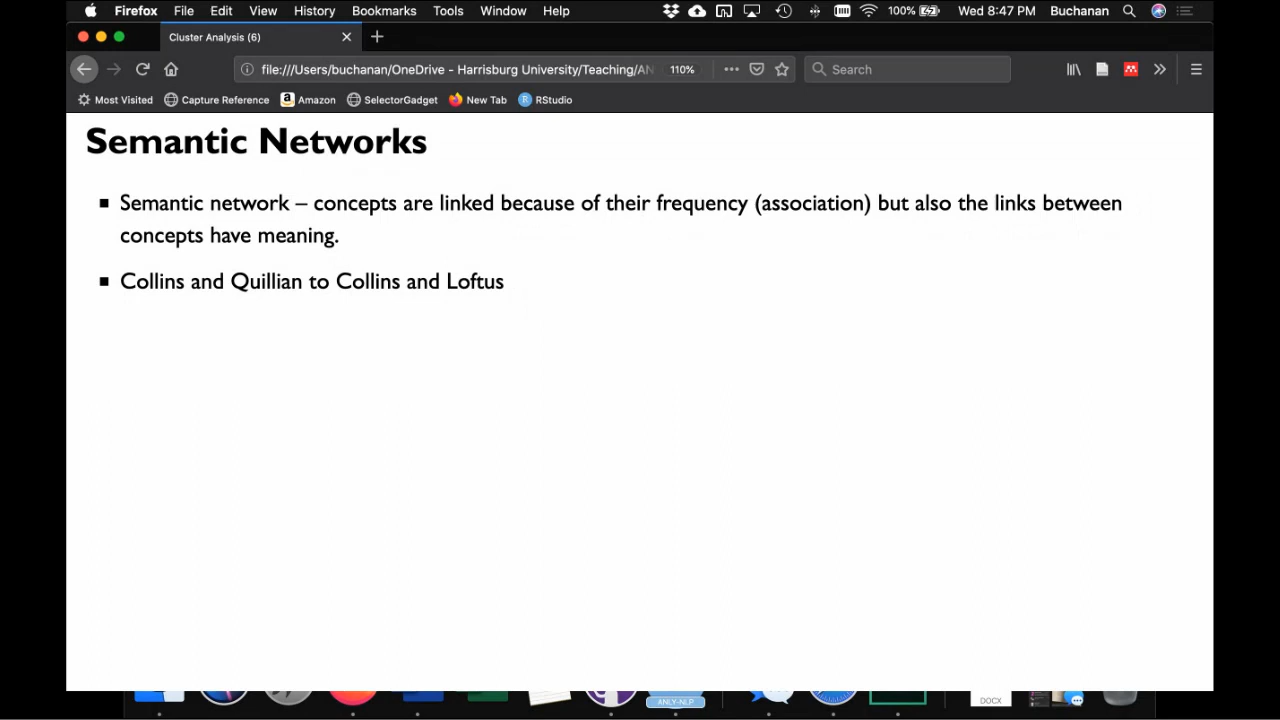 Firefox File Edit View History Bookmarks Tools Window Help 100% Wed 8:47 PM Buchanan
Cluster Analysis (6)
file:///Users/buchanan/OneDrive - Harrisburg University/Teaching/AN 110% Search
Most Visited Capture Reference Amazon SelectorGadget New Tab RStudio
Semantic Networks
Semantic network – concepts are linked because of their frequency (association) but also the links between
concepts have meaning.
Collins and Quillian to Collins and Loftus
ANLY-NLP
DOCX